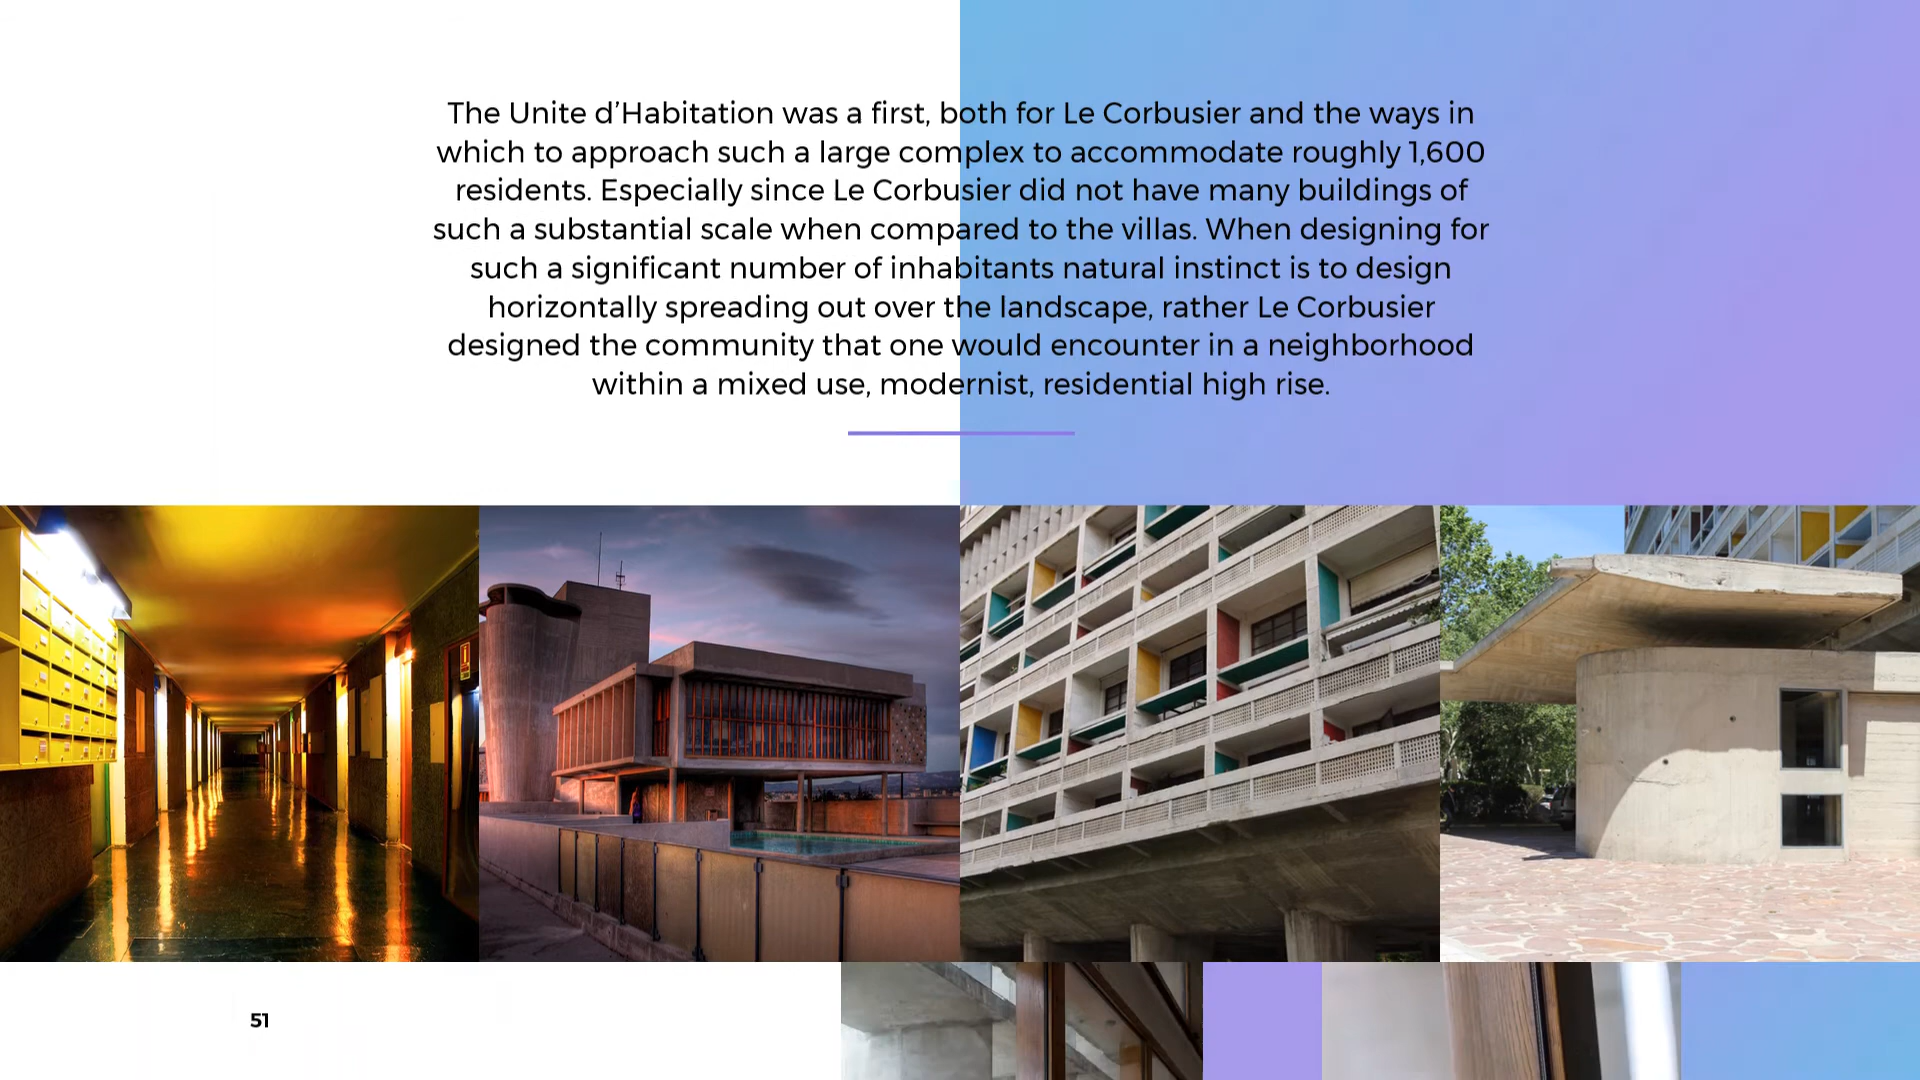 The Unite d’Habitation was a first, both for Le Corbusier and the ways in
which to approach such a large complex to accommodate roughly 1,600
residents. Especially since Le Corbusier did not have many buildings of
such a substantial scale when compared to the villas. When designing for
such a significant number of inhabitants natural instinct is to design
horizontally spreading out over the landscape, rather Le Corbusier
designed the community that one would encounter in a neighborhood
within a mixed use, modernist, residential high rise.
51